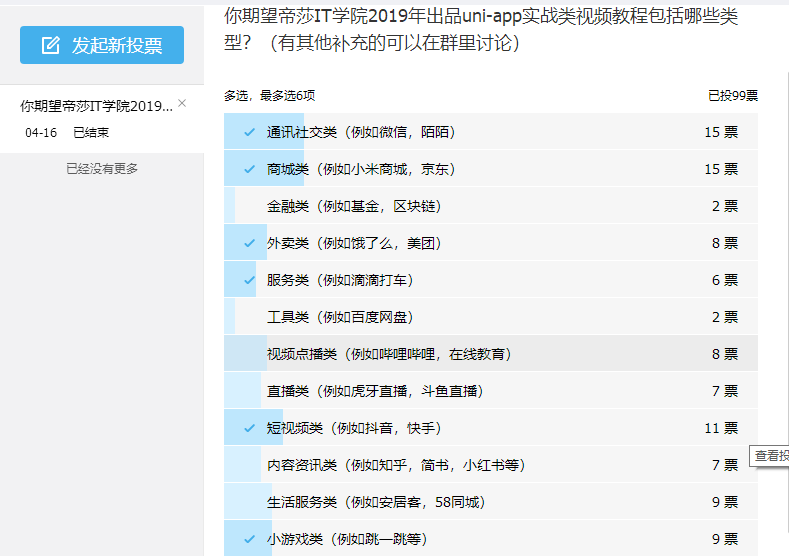 发起新投票
你期望帝莎IT学院2019... ×
04-16 已结束
已经没有更多
你期望帝莎IT学院2019年出品uni-app实战类视频教程包括哪些类
型？（有其他补充的可以在群里讨论）
多选，最多选6项 已投99票
通讯社交类（例如微信，陌陌） 15 票
商城类（例如小米商城，京东） 15 票
金融类（例如基金，区块链） 2 票
外卖类（例如饿了么，美团） 8 票
服务类（例如滴滴打车） 6 票
工具类（例如百度网盘） 2 票
视频点播类（例如哔哩哔哩，在线教育） 8 票
直播类（例如虎牙直播，斗鱼直播） 7 票
短视频类（例如抖音，快手） 11 票
内容资讯类（例如知乎，简书，小红书等） 7 票
查看投
生活服务类（例如安居客，58同城） 9 票
小游戏类（例如跳一跳等） 9 票